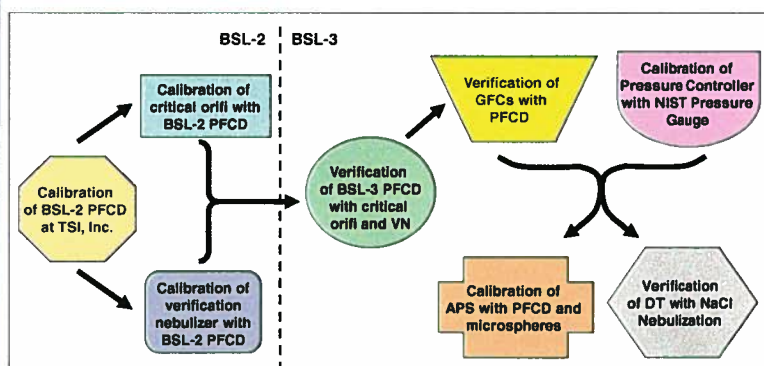 BSL-2
BSL-3
Calibration
of BSL-2 PFCD
at TSI, Inc.
Calibration of
critical orifi with
BSL-2 PFCD
Calibration of
verification
nebulizer with
BSL-2 PFCD
Verification
of BSL-3 PFCD
with critical
orifi and VN
Verification of
GFCs with
PFCD
Calibration of
Pressure Controller
with NIST Pressure
Gauge
Calibration of
APS with PFCD and
microspheres
Verification
of DT with NaCl
Nebulization